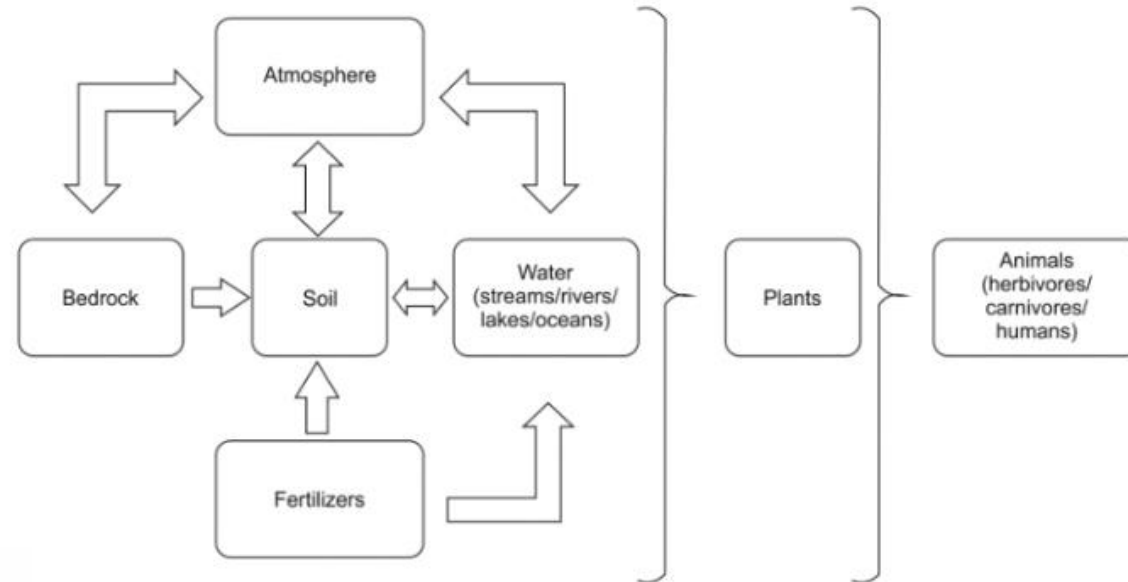 Atmosphere
Bedrock
Soil
Water
(streams/rivers/
lakes/oceans)
Plants
Animals
(herbivores/
carnivores/
humans)
Fertilizers